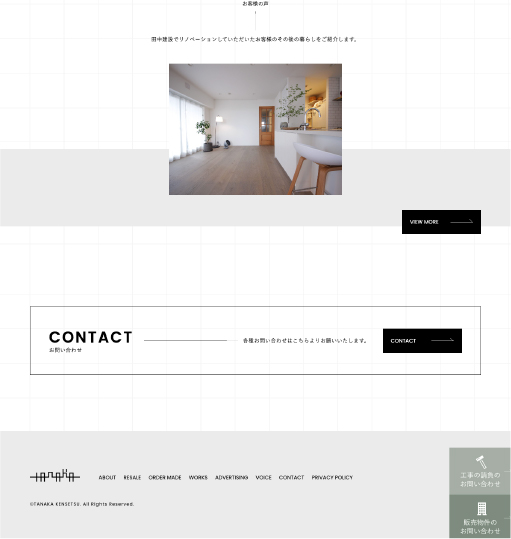 お客様の声
田中建設でリノベーションしていただいたお客様のその後の暮らしをご紹介します。
VIEW MORE
CONTACT
お問い合わせ
各種お問い合わせはこちらよりお願いいたします。
CONTACT
tanaka
ABOUT RESALE ORDER MADE WORKS ADVERTISING VOICE CONTACT PRIVACY POLICY
©TANAKA KENSETSU. All Rights Reserved.
工事の請負の
お問い合わせ
販売物件の
お問い合わせ